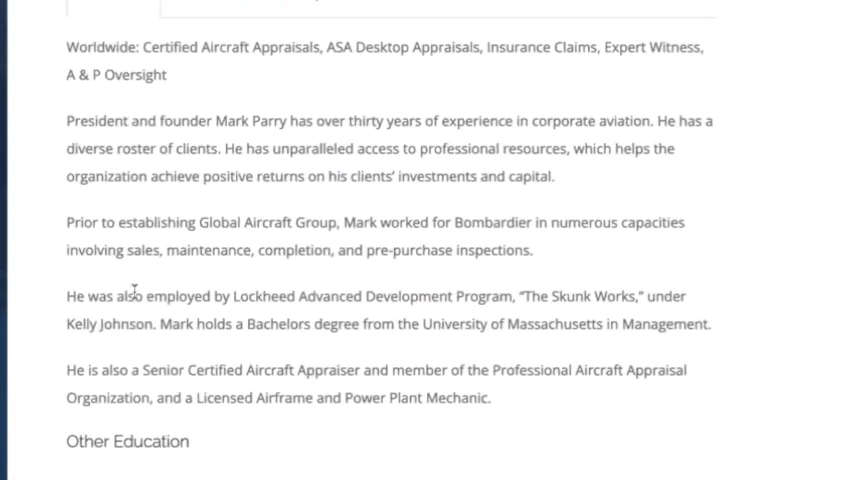 Worldwide: Certified Aircraft Appraisals, ASA Desktop Appraisals, Insurance Claims, Expert Witness,
A & P Oversight
President and founder Mark Parry has over thirty years of experience in corporate aviation. He has a
diverse roster of clients. He has unparalleled access to professional resources, which helps the
organization achieve positive returns on his clients' investments and capital.
Prior to establishing Global Aircraft Group, Mark worked for Bombardier in numerous capacities
involving sales, maintenance, completion, and pre-purchase inspections.
He was also employed by Lockheed Advanced Development Program, “The Skunk Works,” under
Kelly Johnson. Mark holds a Bachelors degree from the University of Massachusetts in Management.
He is also a Senior Certified Aircraft Appraiser and member of the Professional Aircraft Appraisal
Organization, and a Licensed Airframe and Power Plant Mechanic.
Other Education